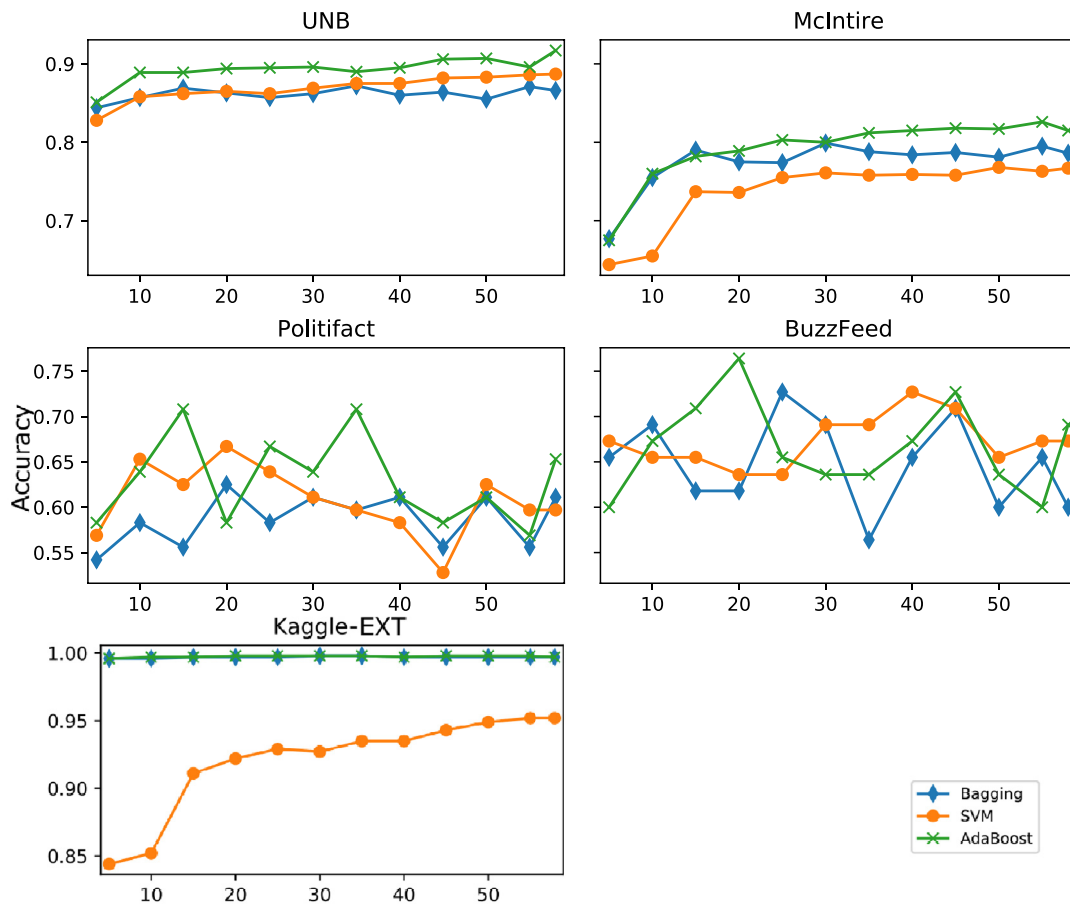 UNB
McIntire
0.9
0.8
0.7
10 20 30 40 50
10 20 30 40 50
Politifact
BuzzFeed
Accuracy
0.75
0.70
0.65
0.60
0.55
10 20 30 40 50
10 20 30 40 50
Kaggle-EXT
1.00
0.95
0.90
0.85
10 20 30 40 50
Bagging
SVM
AdaBoost